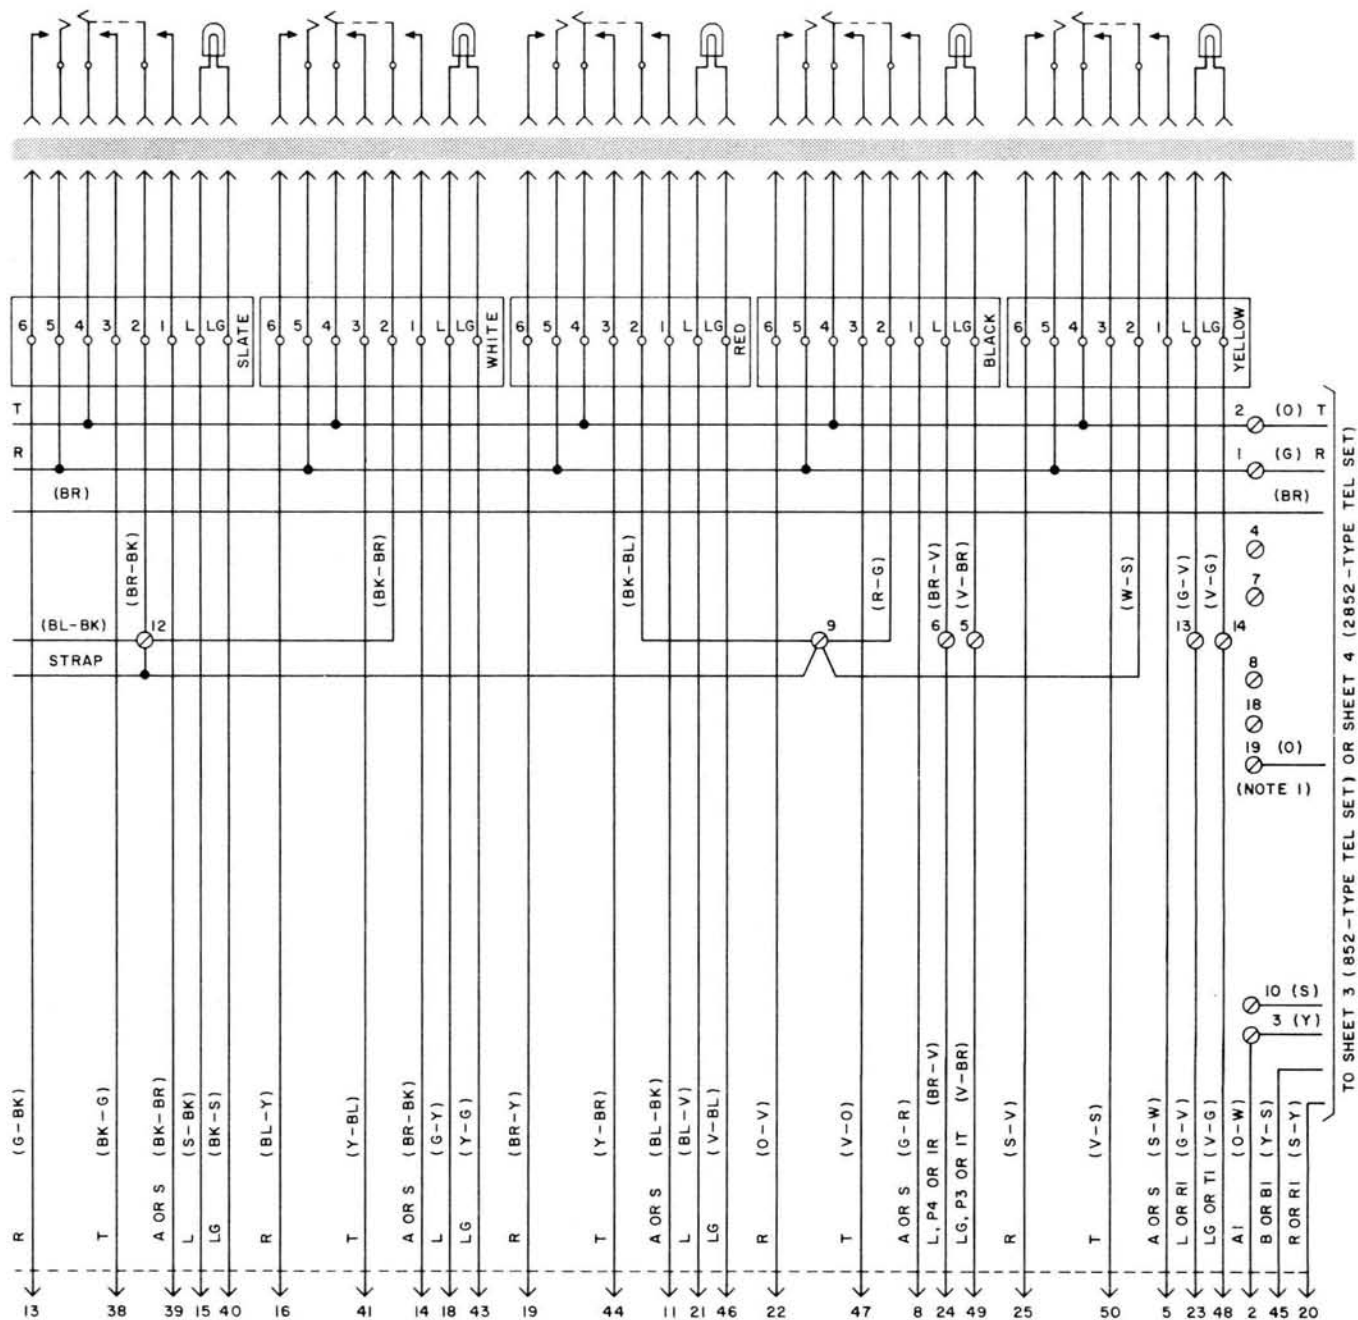 6 5 4 3 2 1 L LG SLATE
6 5 4 3 2 1 L LG WHITE
6 5 4 3 2 1 L LG RED
6 5 4 3 2 1 L LG BLACK
6 5 4 3 2 1 L LG YELLOW
T 2 (O) T
R 1 (G) R
(BR) (BR)
(BR-BK)
(BK-BR)
(BK-BL)
(R-G)
(BR-V)
(V-BR)
(W-S)
(G-V)
(V-G)
4
7
(BL-BK) 12 9 6 5 13 14
STRAP
8
18
19 (O)
(NOTE 1)
10 (S)
3 (Y)
TO SHEET 3 (852-TYPE TEL SET) OR SHEET 4 (2852-TYPE TEL SET)
R (G-BK)
T (BK-G)
A OR S (BK-BR)
L (S-BK)
LG (BK-S)
R (BL-Y)
T (Y-BL)
A OR S (BR-BK)
L (G-Y)
LG (Y-G)
R (BR-Y)
T (Y-BR)
A OR S (BL-BK)
L (BL-V)
LG (V-BL)
R (O-V)
T (V-O)
A OR S (G-R)
L, P4 OR 1R (BR-V)
LG, P3 OR 1T (V-BR)
R (S-V)
T (V-S)
A OR S (S-W)
L OR R1 (G-V)
LG OR T1 (V-G)
A1 (O-W)
B OR B1 (Y-S)
R OR R1 (S-Y)
13 38 39 15 40 16 41 14 18 43 19 44 11 21 46 22 47 8 24 49 25 50 5 23 48 2 45 20